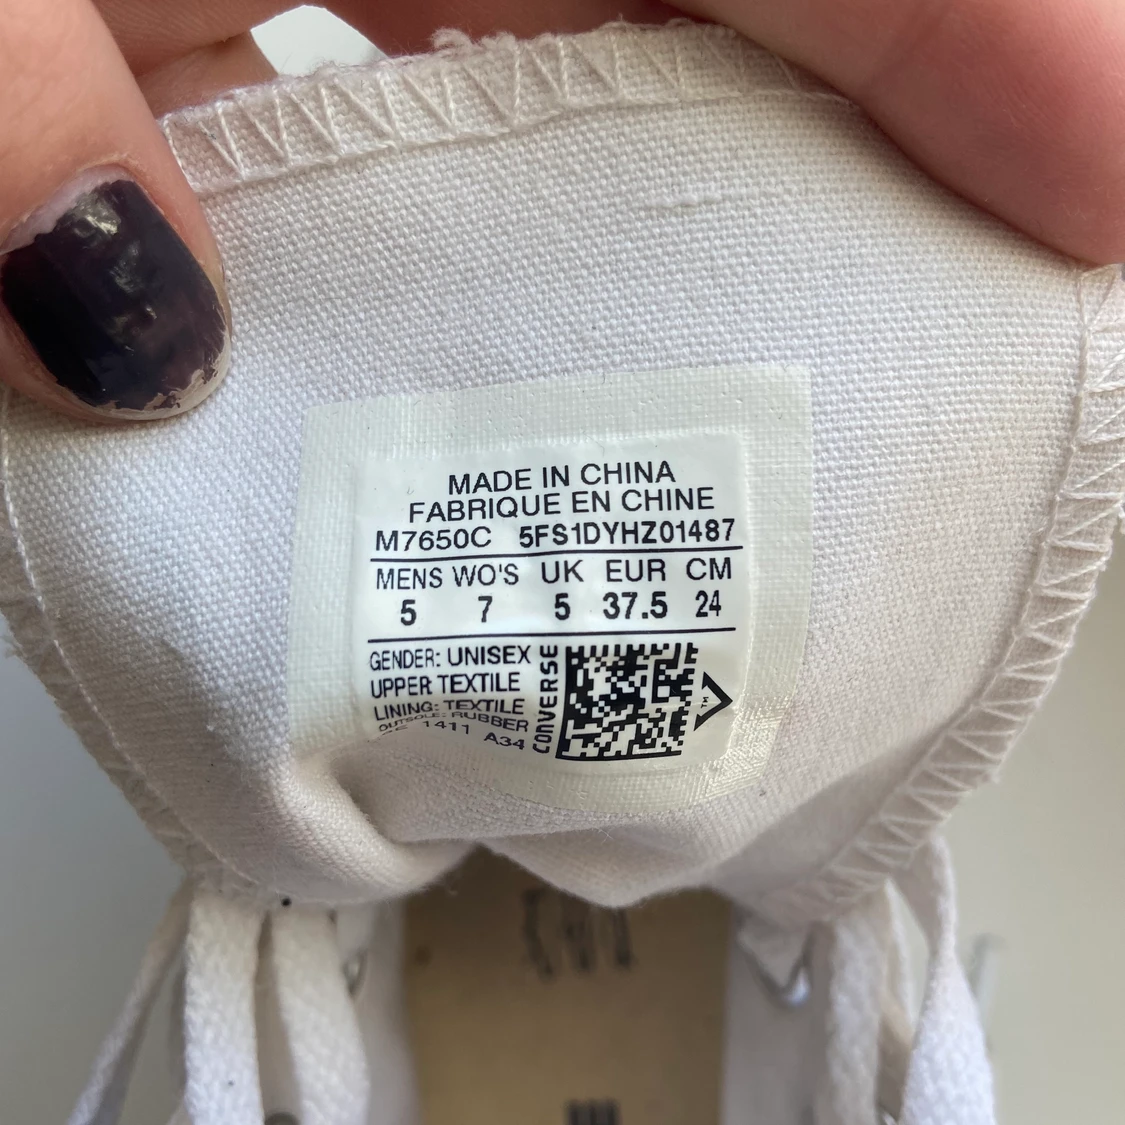 MADE IN CHINA
FABRIQUE EN CHINE
M7650C 5FS1DYHZ01487
MENS WO'S UK EUR CM
5 7 5 37.5 24
GENDER: UNISEX
UPPER TEXTILE
LINING: TEXTILE
OUTSOLE: RUBBER
1411 A34
CONVERSE
TM